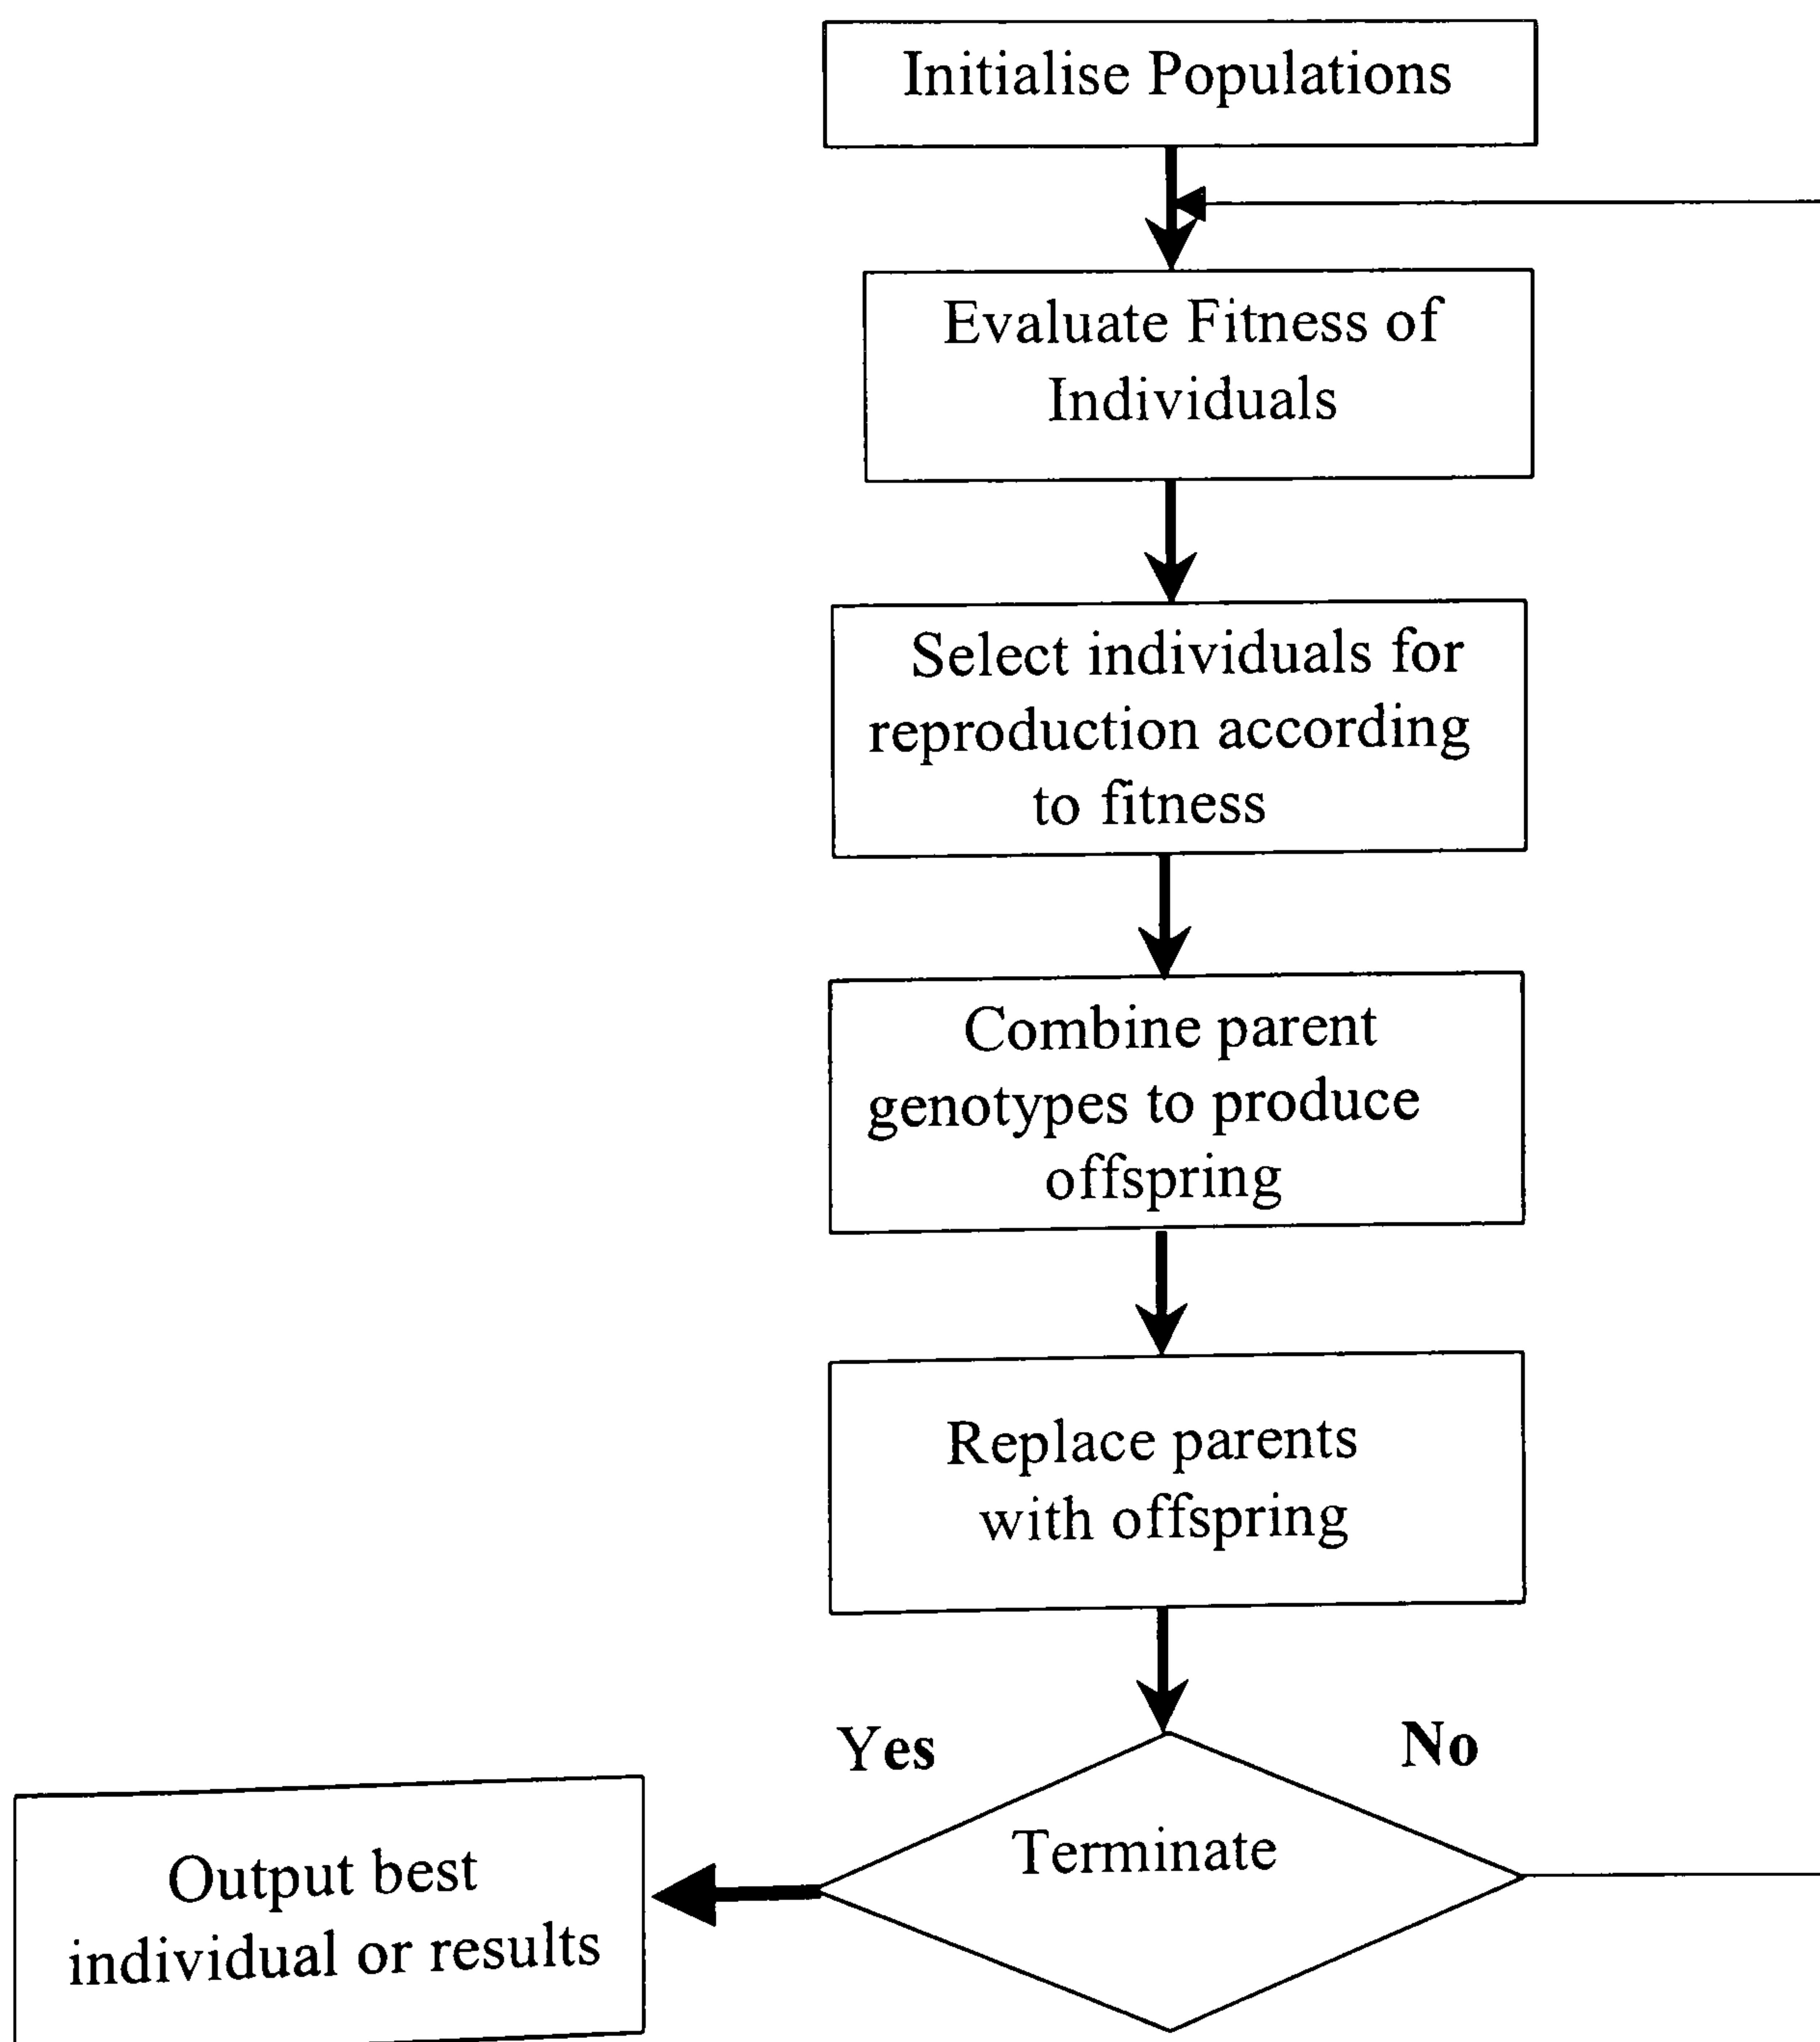 Initialise Populations
Evaluate Fitness of
Individuals
Select individuals for
reproduction according
to fitness
Combine parent
genotypes to produce
offspring
Replace parents
with offspring
Yes
No
Terminate
Output best
individual or results